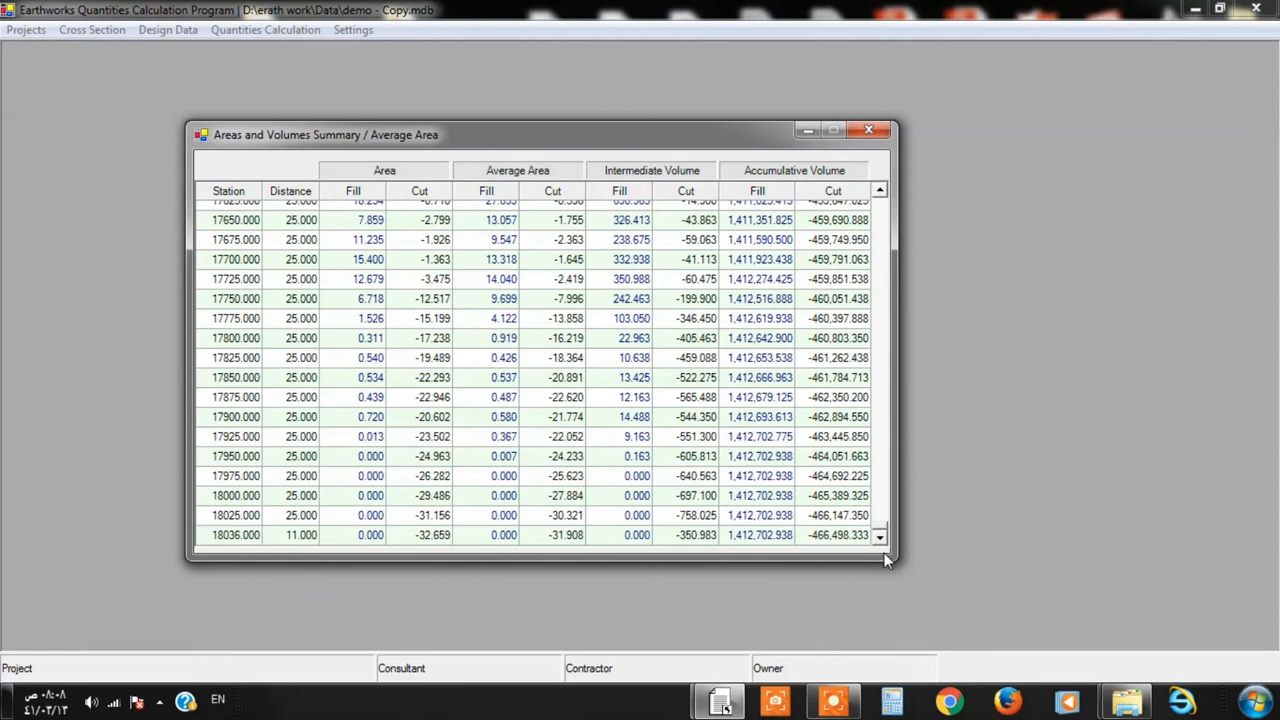 Earthworks Quantities Calculation Program | D:\erath work\Data\demo - Copy.mdb
Projects Cross Section Design Data Quantities Calculation Settings
Areas and Volumes Summary / Average Area
Area Average Area Intermediate Volume Accumulative Volume
Station Distance Fill Cut Fill Cut Fill Cut Fill Cut
17650.000 25.000 7.859 -2.799 13.057 -1.755 326.413 -43.863 1,411,351.825 -459,690.888
17675.000 25.000 11.235 -1.926 9.547 -2.363 238.675 -59.063 1,411,590.500 -459,749.950
17700.000 25.000 15.400 -1.363 13.318 -1.645 332.938 -41.113 1,411,923.438 -459,791.063
17725.000 25.000 12.679 -3.475 14.040 -2.419 350.988 -60.475 1,412,274.425 -459,851.538
17750.000 25.000 6.718 -12.517 9.699 -7.996 242.463 -199.900 1,412,516.888 -460,051.438
17775.000 25.000 1.526 -15.199 4.122 -13.858 103.050 -346.450 1,412,619.938 -460,397.888
17800.000 25.000 0.311 -17.238 0.919 -16.219 22.963 -405.463 1,412,642.900 -460,803.350
17825.000 25.000 0.540 -19.489 0.426 -18.364 10.638 -459.088 1,412,653.538 -461,262.438
17850.000 25.000 0.534 -22.293 0.537 -20.891 13.425 -522.275 1,412,666.963 -461,784.713
17875.000 25.000 0.439 -22.946 0.487 -22.620 12.163 -565.488 1,412,679.125 -462,350.200
17900.000 25.000 0.720 -20.602 0.580 -21.774 14.488 -544.350 1,412,693.613 -462,894.550
17925.000 25.000 0.013 -23.502 0.367 -22.052 9.163 -551.300 1,412,702.775 -463,445.850
17950.000 25.000 0.000 -24.963 0.007 -24.233 0.163 -605.813 1,412,702.938 -464,051.663
17975.000 25.000 0.000 -26.282 0.000 -25.623 0.000 -640.563 1,412,702.938 -464,692.225
18000.000 25.000 0.000 -29.486 0.000 -27.884 0.000 -697.100 1,412,702.938 -465,389.325
18025.000 25.000 0.000 -31.156 0.000 -30.321 0.000 -758.025 1,412,702.938 -466,147.350
18036.000 11.000 0.000 -32.659 0.000 -31.908 0.000 -350.983 1,412,702.938 -466,498.333
Project Consultant Contractor Owner
٠٨:٠٨ ص
EN
٤١/٠٣/١٣